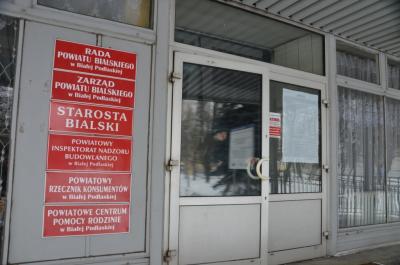 RADA
POWIATU BIALSKIEGO
w Białej Podlaskiej
ZARZĄD
POWIATU BIALSKIEGO
w Białej Podlaskiej
STAROSTA
BIALSKI
POWIATOWY
INSPEKTORAT NADZORU
BUDOWLANEGO
w Białej Podlaskiej
POWIATOWY
RZECZNIK KONSUMENTÓW
w Białej Podlaskiej
POWIATOWE CENTRUM
POMOCY RODZINIE
w Białej Podlaskiej